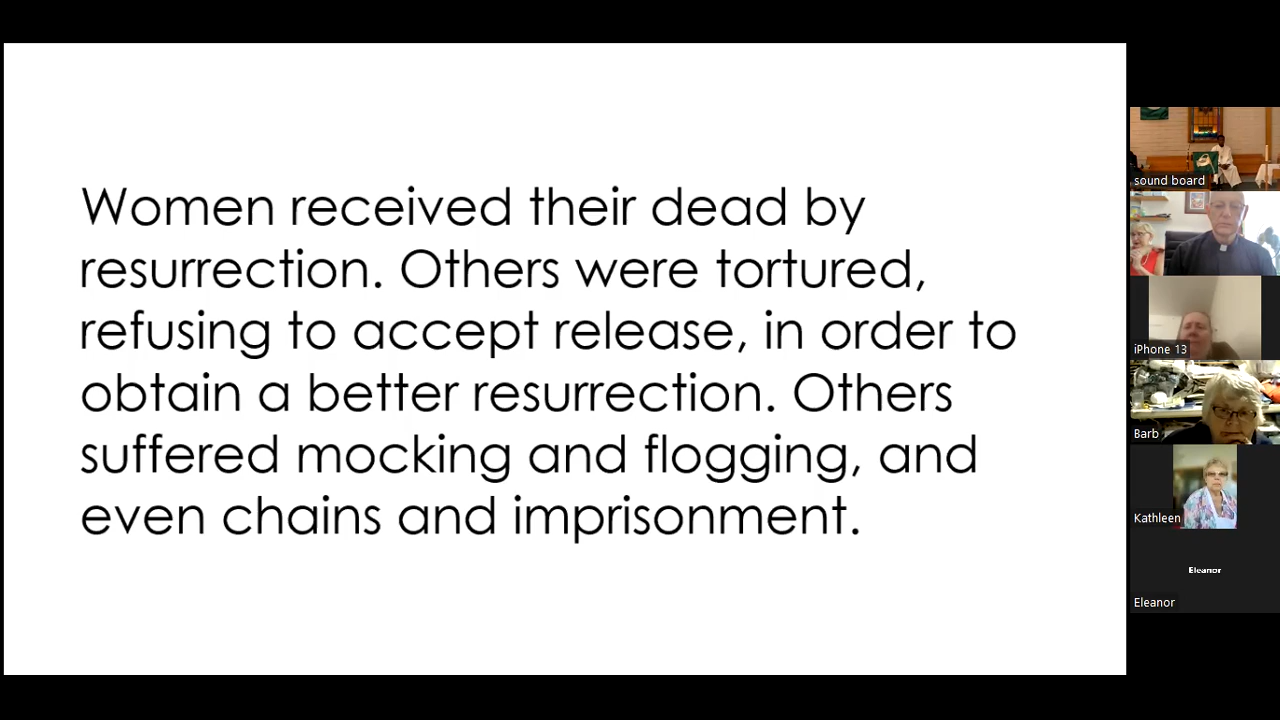 Women received their dead by
resurrection. Others were tortured,
refusing to accept release, in order to
obtain a better resurrection. Others
suffered mocking and flogging, and
even chains and imprisonment.
sound board
iPhone 13
Barb
Kathleen
Eleanor
Eleanor